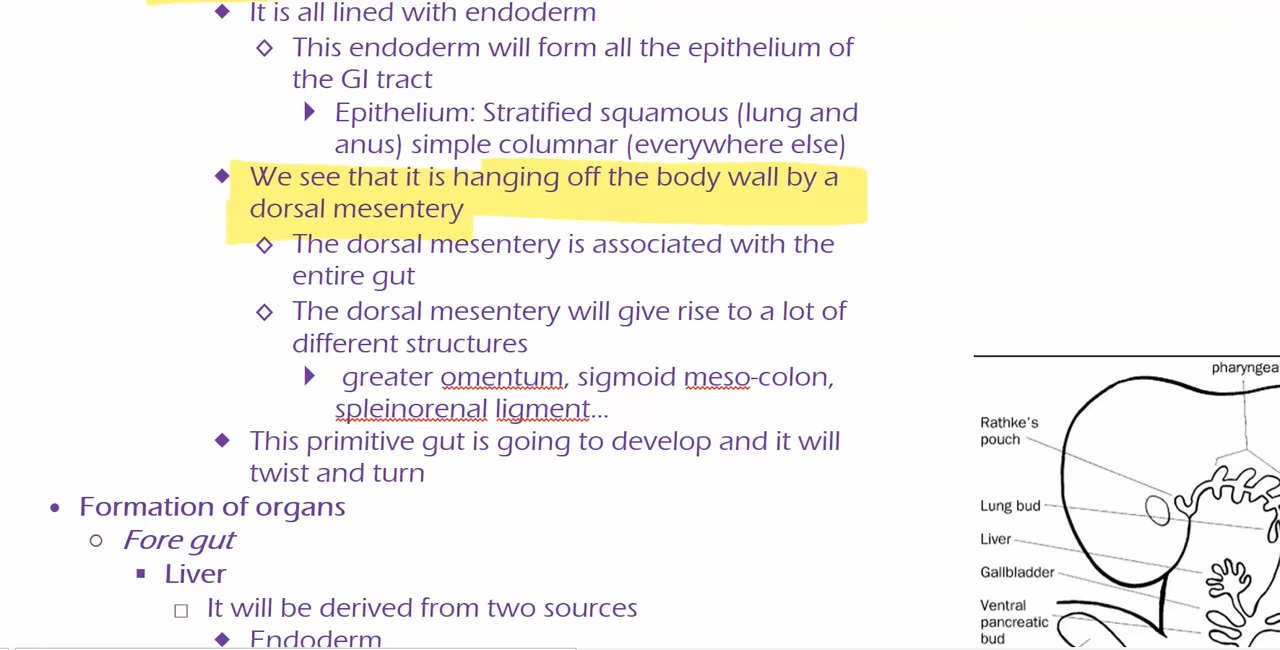 It is all lined with endoderm
This endoderm will form all the epithelium of
the GI tract
Epithelium: Stratified squamous (lung and
anus) simple columnar (everywhere else)
We see that it is hanging off the body wall by a
dorsal mesentery
The dorsal mesentery is associated with the
entire gut
The dorsal mesentery will give rise to a lot of
different structures
greater omentum, sigmoid meso-colon,
spleinorenal ligment...
This primitive gut is going to develop and it will
twist and turn
Formation of organs
Fore gut
Liver
It will be derived from two sources
Endoderm
Rathke's
pouch
Lung bud
Liver
Gallbladder
Ventral
pancreatic
bud